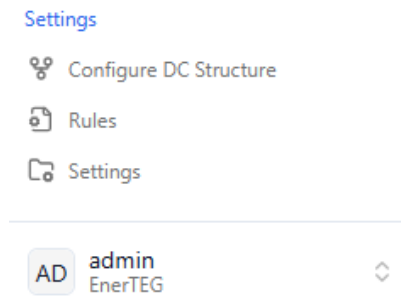 Settings
Configure DC Structure
Rules
Settings
AD
admin
EnerTEG